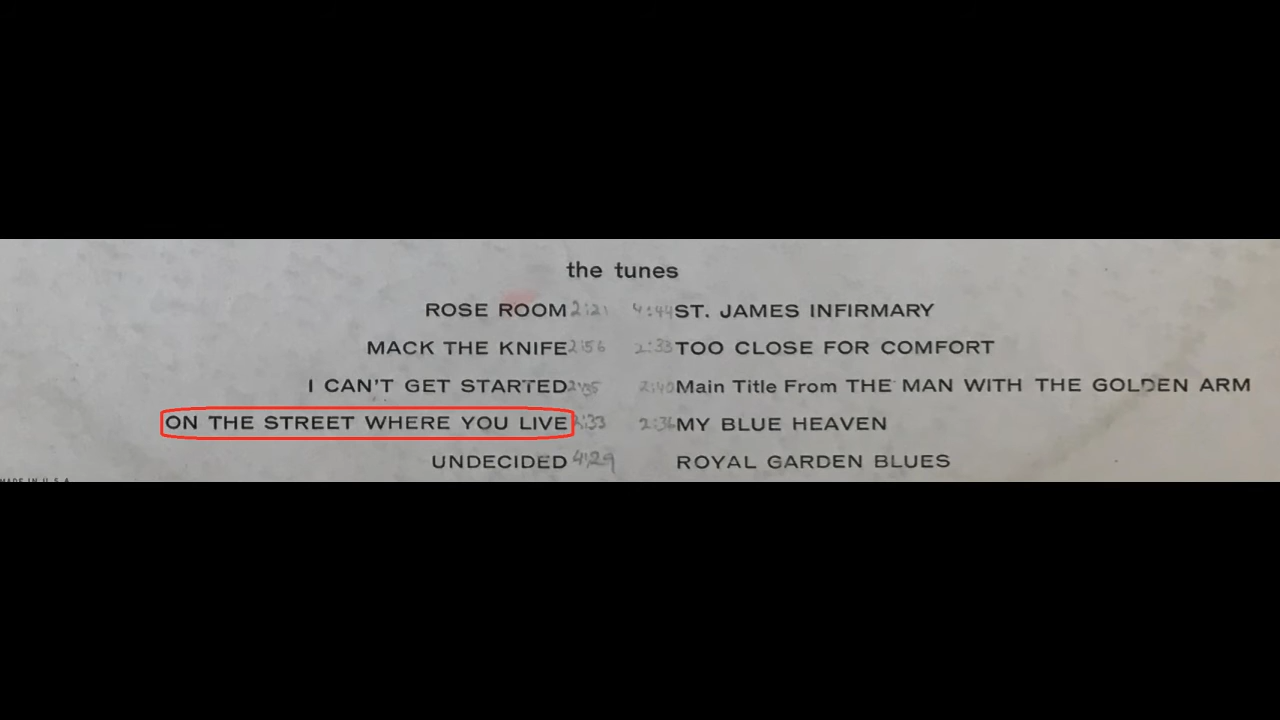 the tunes
ROSE ROOM 2:21
MACK THE KNIFE 2:56
I CAN'T GET STARTED
ON THE STREET WHERE YOU LIVE 2:33
UNDECIDED 4:29
4:44 ST. JAMES INFIRMARY
2:33 TOO CLOSE FOR COMFORT
2:40 Main Title From THE MAN WITH THE GOLDEN ARM
2:36 MY BLUE HEAVEN
ROYAL GARDEN BLUES
MADE IN U.S.A.